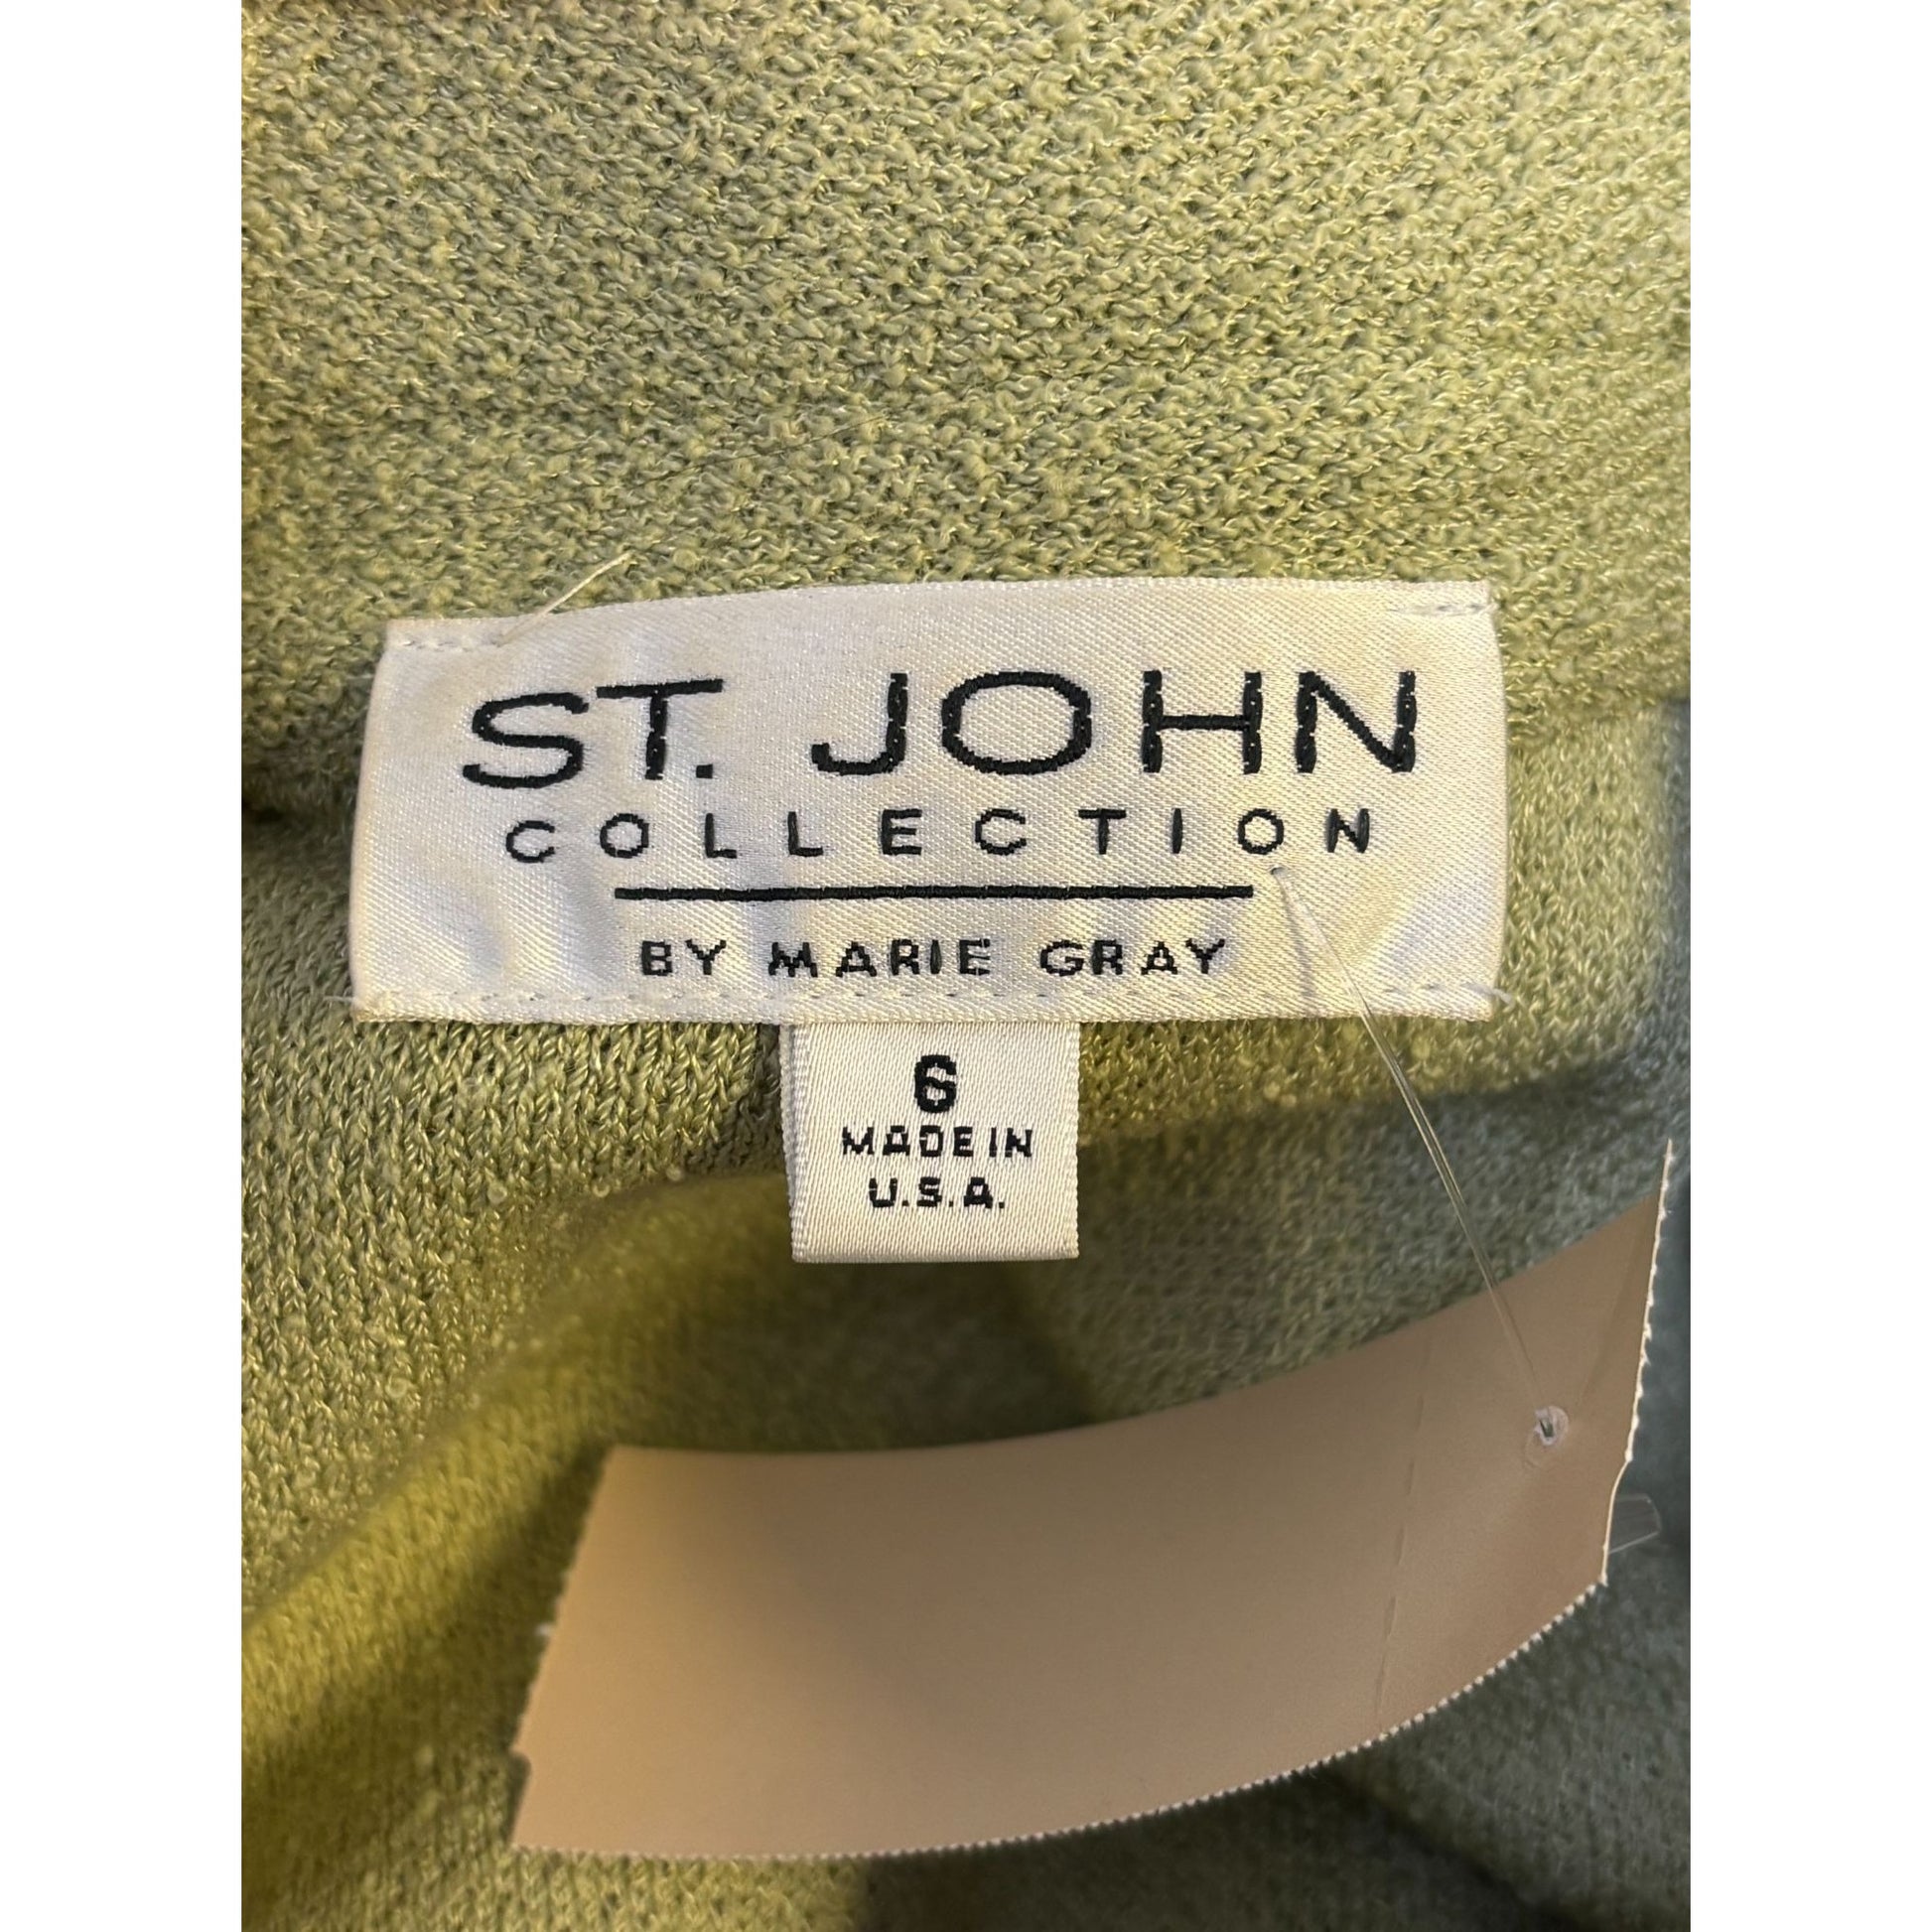 ST. JOHN
COLLECTION
BY MARIE GRAY
6
MADE IN
U.S.A.